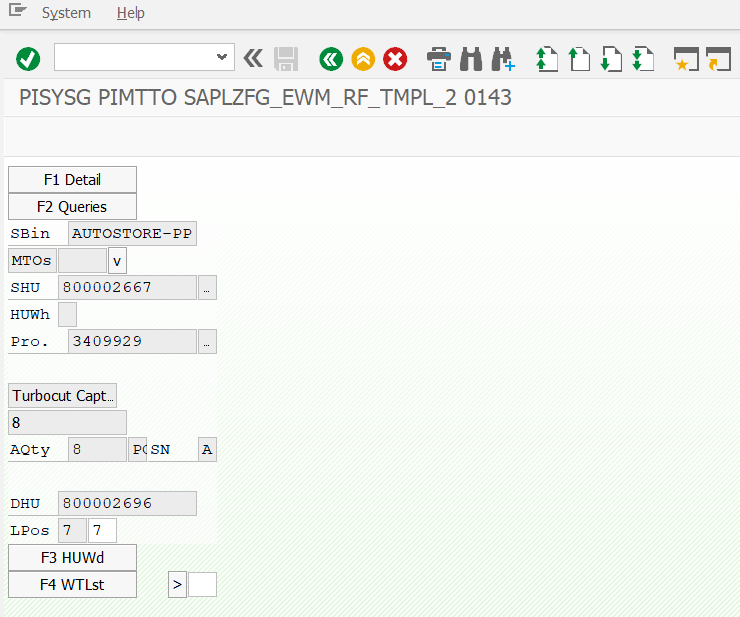 System Help
PISYSG PIMTTO SAPLZFG_EWM_RF_TMPL_2 0143
F1 Detail
F2 Queries
SBin AUTOSTORE-PP
MTOs v
SHU 800002667 …
HUWh
Pro. 3409929 …
Turbocut Capt…
8
AQty 8 PC SN A
DHU 800002696
LPos 7 7
F3 HUWd
F4 WTLst >